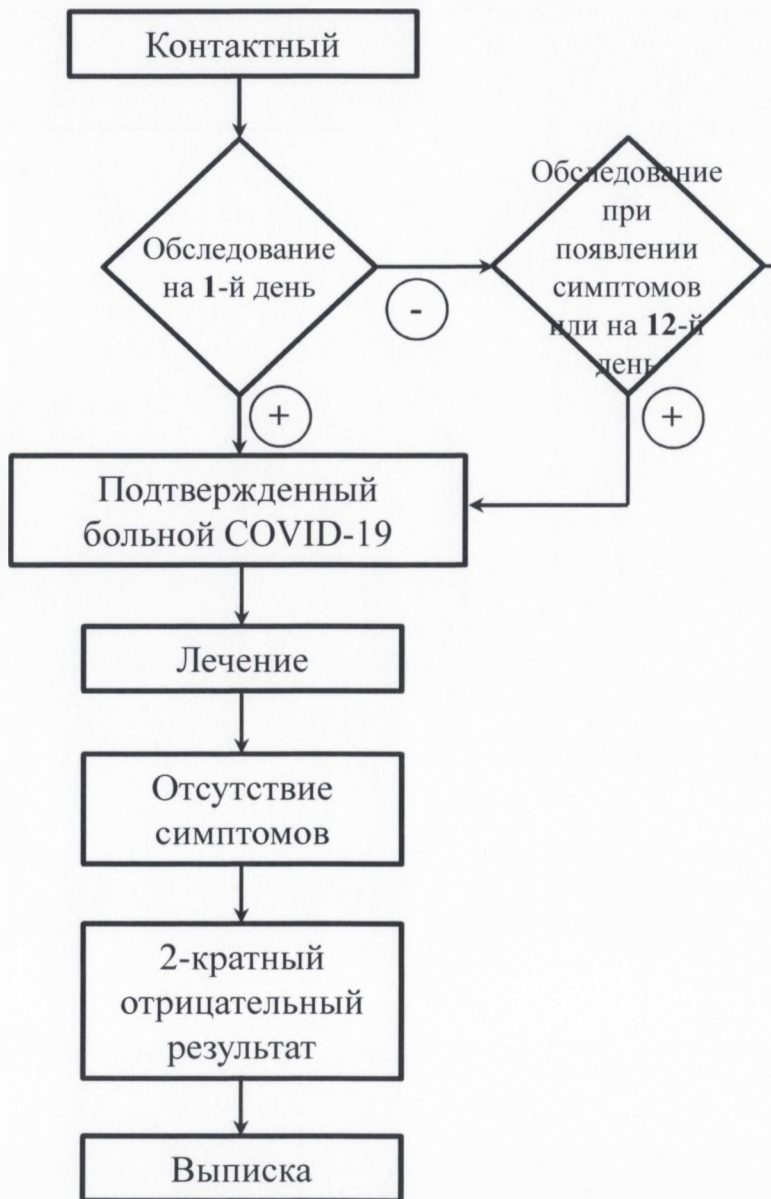 Контактный
Обследование
на 1-й день
-
Обследование
при
появлении
симптомов
или на 12-й
день
+
+
Подтвержденный
больной COVID-19
Лечение
Отсутствие
симптомов
2-кратный
отрицательный
результат
Выписка